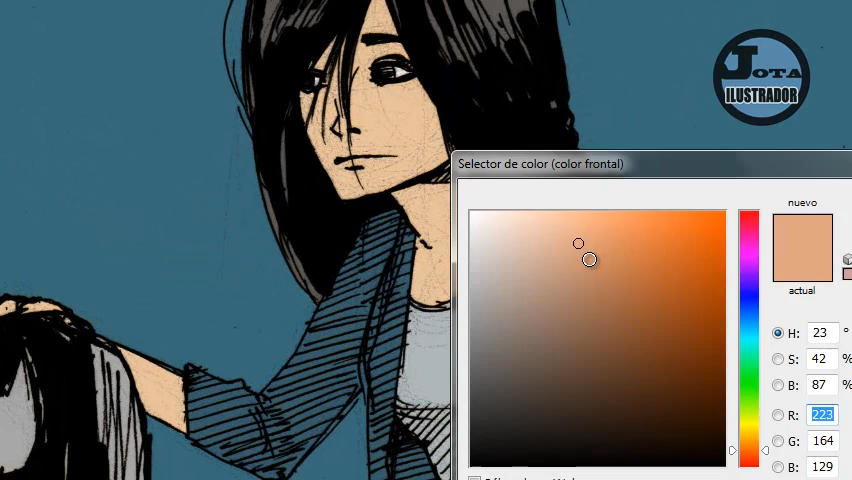 JOTA
ILUSTRADOR
Selector de color (color frontal)
nuevo
actual
H: 23 °
S: 42 %
B: 87 %
R: 223
G: 164
B: 129